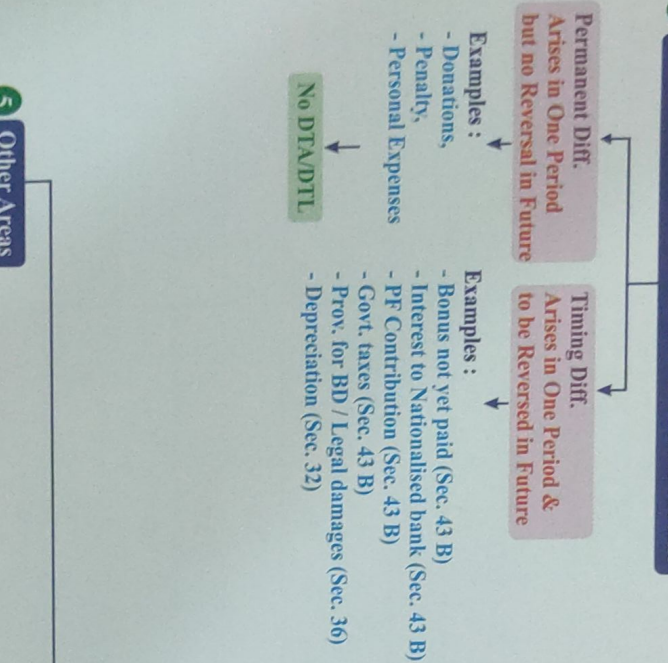 Permanent Diff.
Arises in One Period
but no Reversal in Future
Examples :
- Donations,
- Penalty,
- Personal Expenses
No DTA/DTL
Timing Diff.
Arises in One Period &
to be Reversed in Future
Examples :
- Bonus not yet paid (Sec. 43 B)
- Interest to Nationalised bank (Sec. 43 B)
- PF Contribution (Sec. 43 B)
- Govt. taxes (Sec. 43 B)
- Prov. for BD / Legal damages (Sec. 36)
- Depreciation (Sec. 32)
5 Other Areas